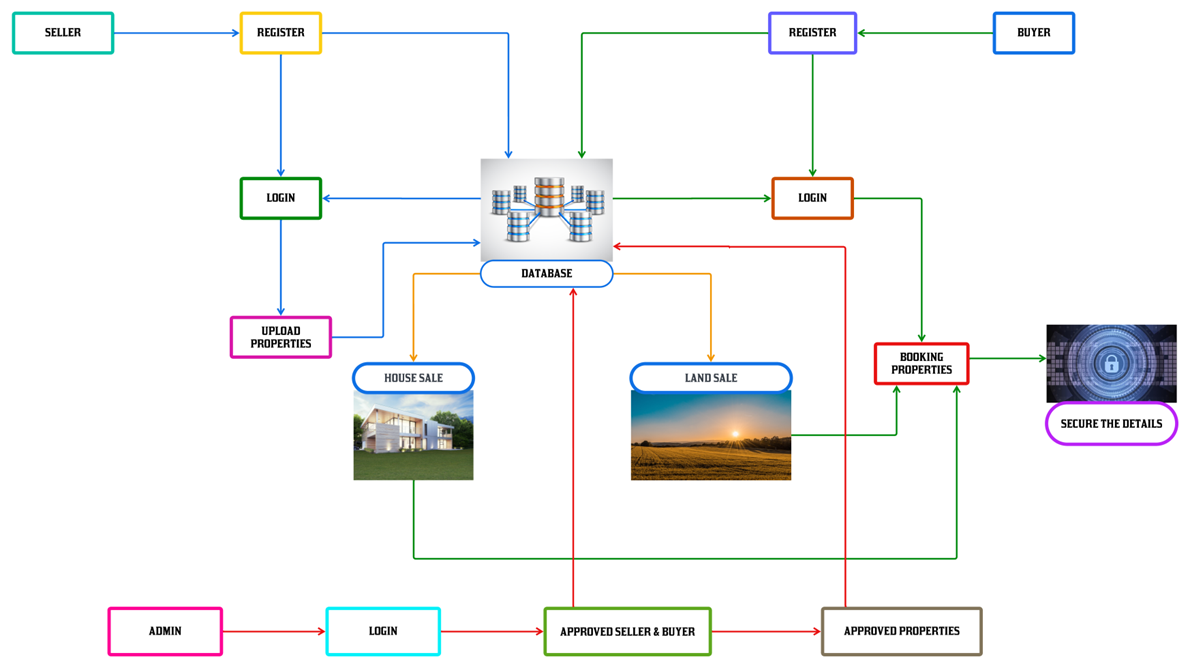 SELLER
REGISTER
REGISTER
BUYER
LOGIN
LOGIN
DATABASE
UPLOAD
PROPERTIES
HOUSE SALE
LAND SALE
BOOKING
PROPERTIES
SECURE THE DETAILS
ADMIN
LOGIN
APPROVED SELLER & BUYER
APPROVED PROPERTIES